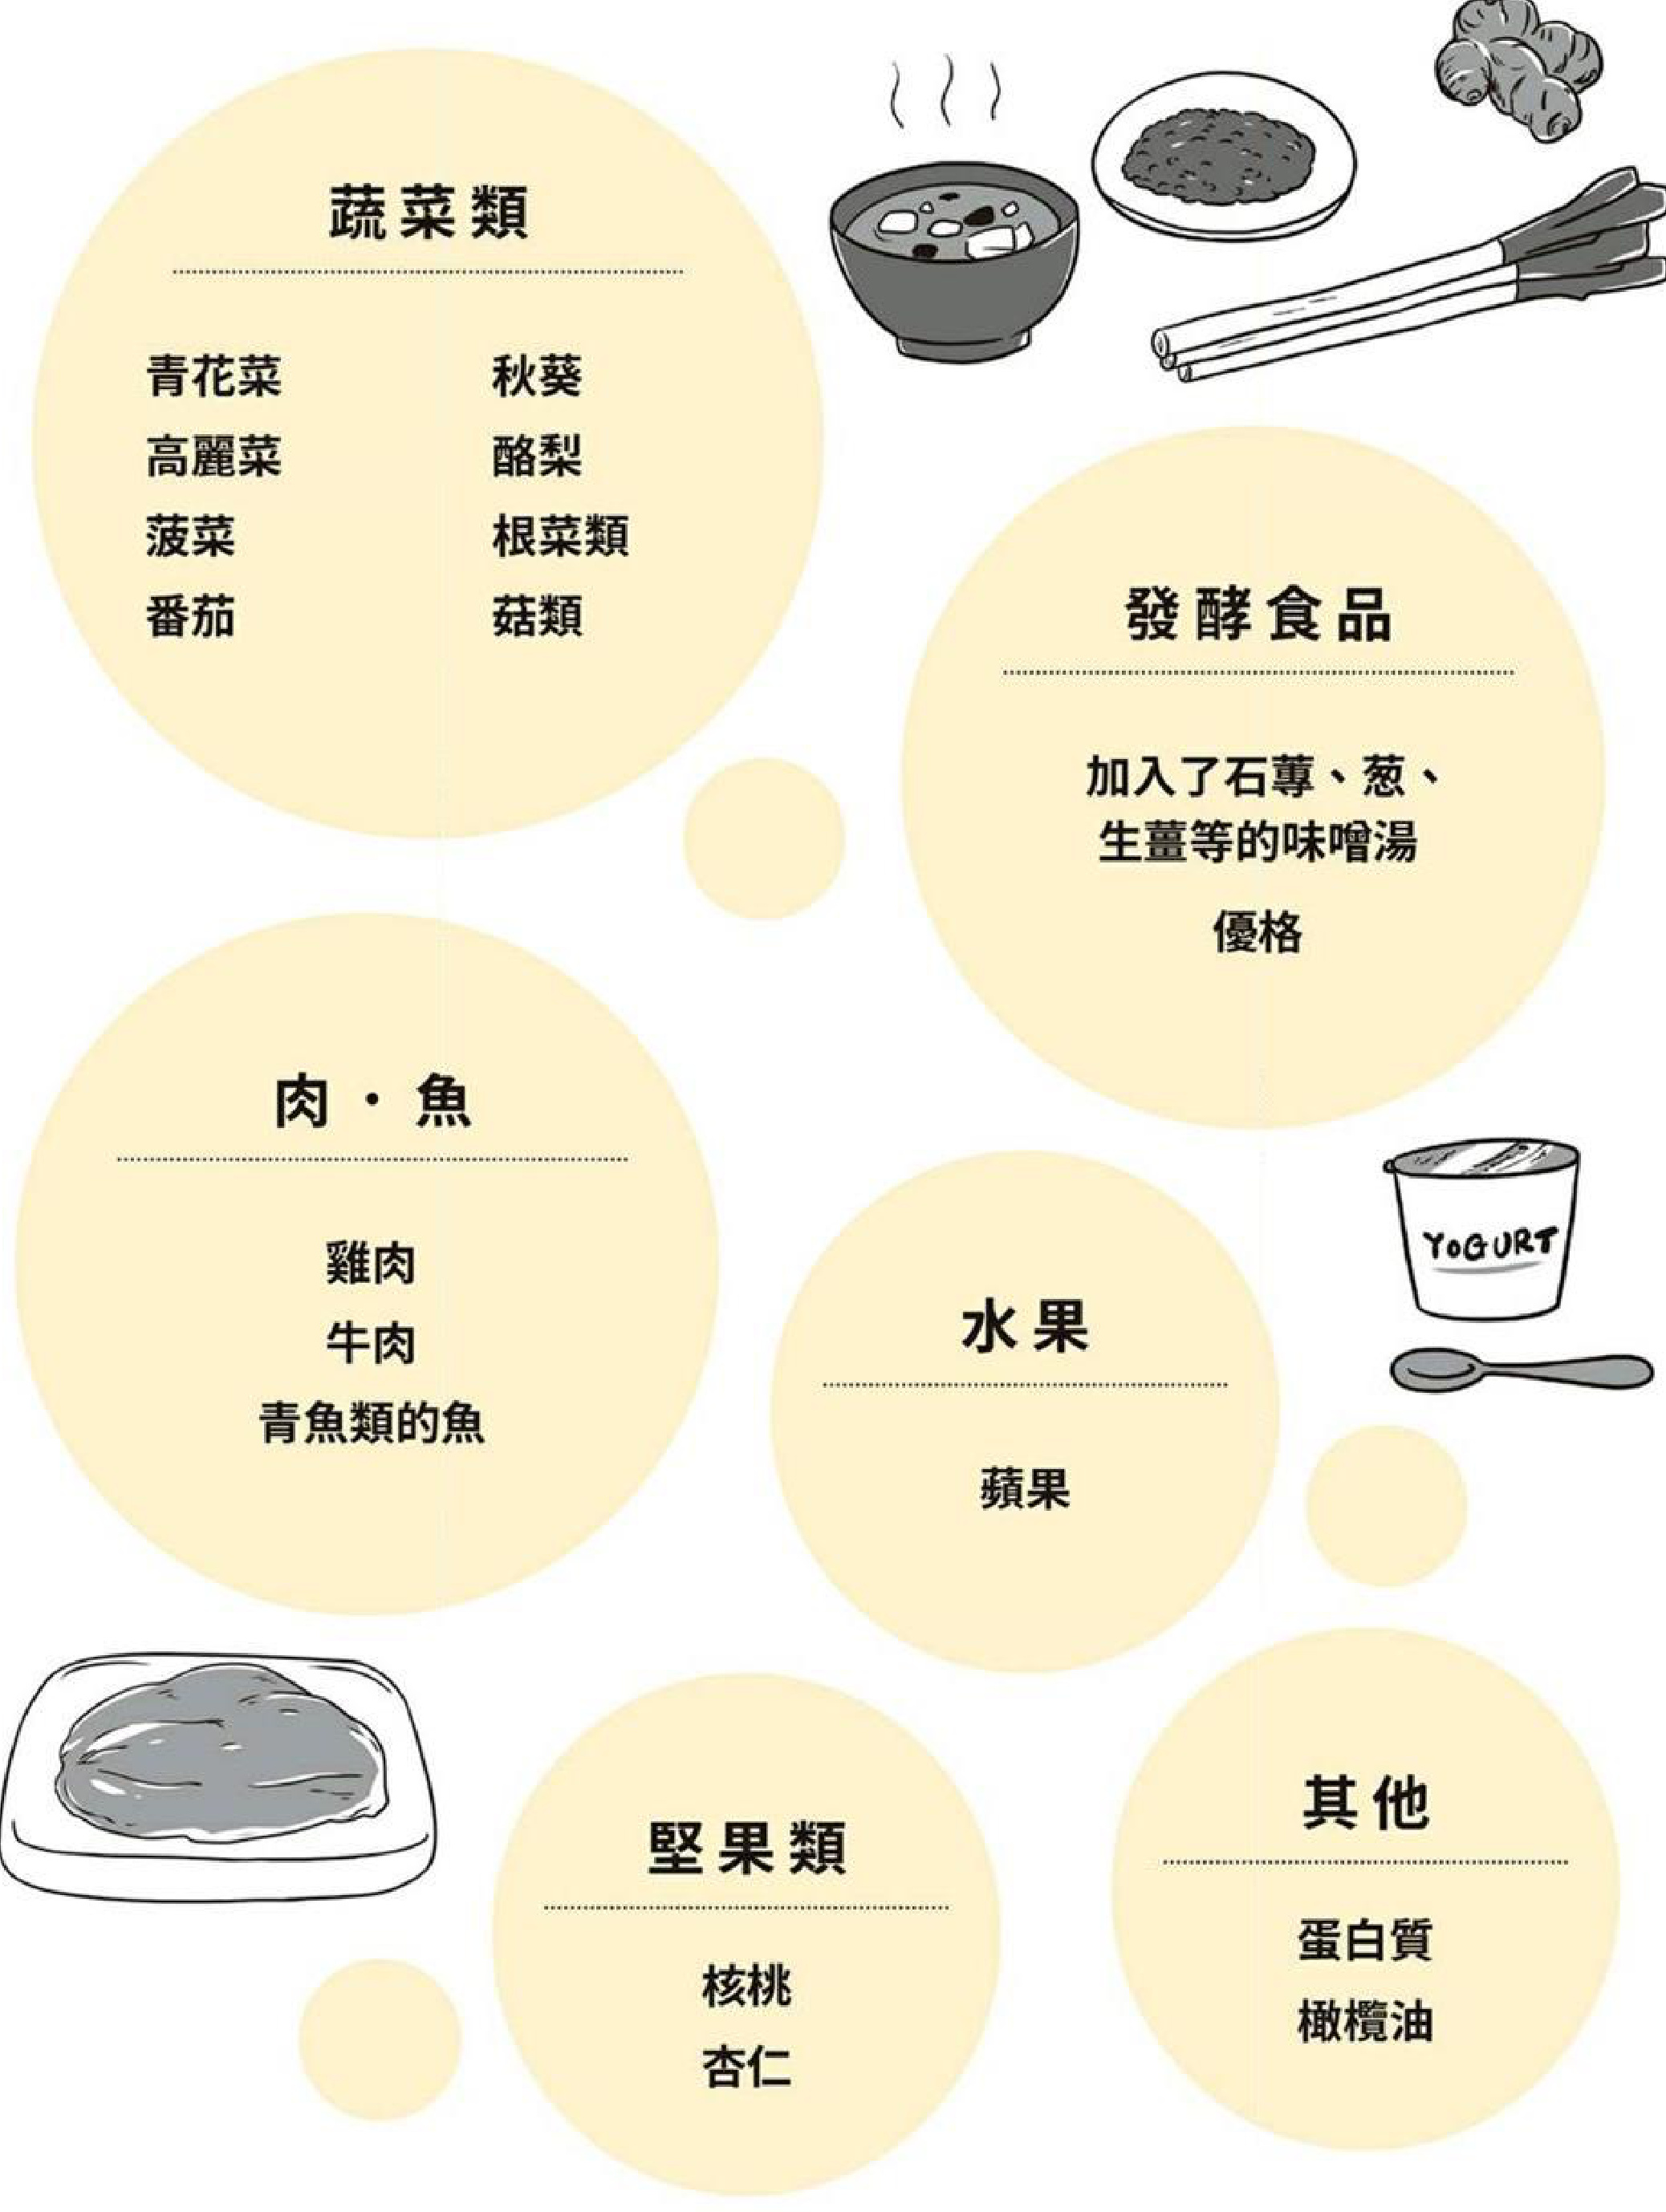 蔬菜類
青花菜
高麗菜
菠菜
番茄
秋葵
酪梨
根菜類
菇類
發酵食品
加入了石蓴、葱、
生薑等的味噌湯
優格
肉・魚
雞肉
牛肉
青魚類的魚
水果
蘋果
YOGURT
堅果類
核桃
杏仁
其他
蛋白質
橄欖油